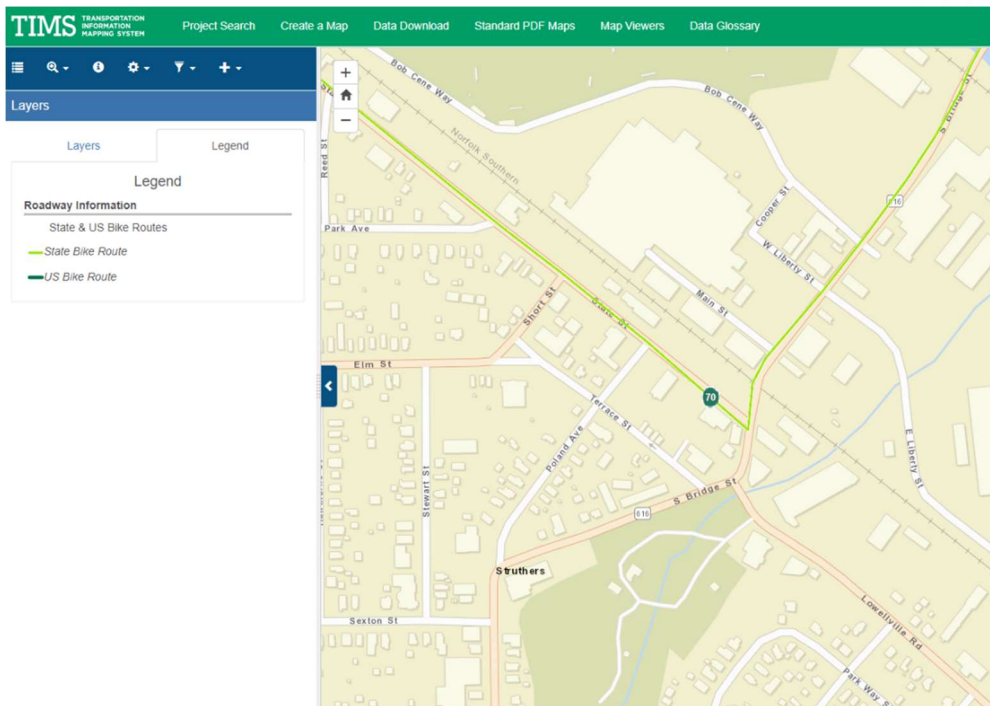 TIMS TRANSPORTATION INFORMATION MAPPING SYSTEM
Project Search
Create a Map
Data Download
Standard PDF Maps
Map Viewers
Data Glossary
Layers
Layers
Legend
Legend
Roadway Information
State & US Bike Routes
State Bike Route
US Bike Route
Bob Cene Way
Bob Cene Way
S Bridge St
Reed St
Norfolk Southern
Cooper St
616
Park Ave
W Liberty St
Main St
Short St
State St
Elm St
70
Terrace St
Poland Ave
E Liberty St
Stewart St
S Bridge St
616
Struthers
Lowellville Rd
Sexton St
Park Way